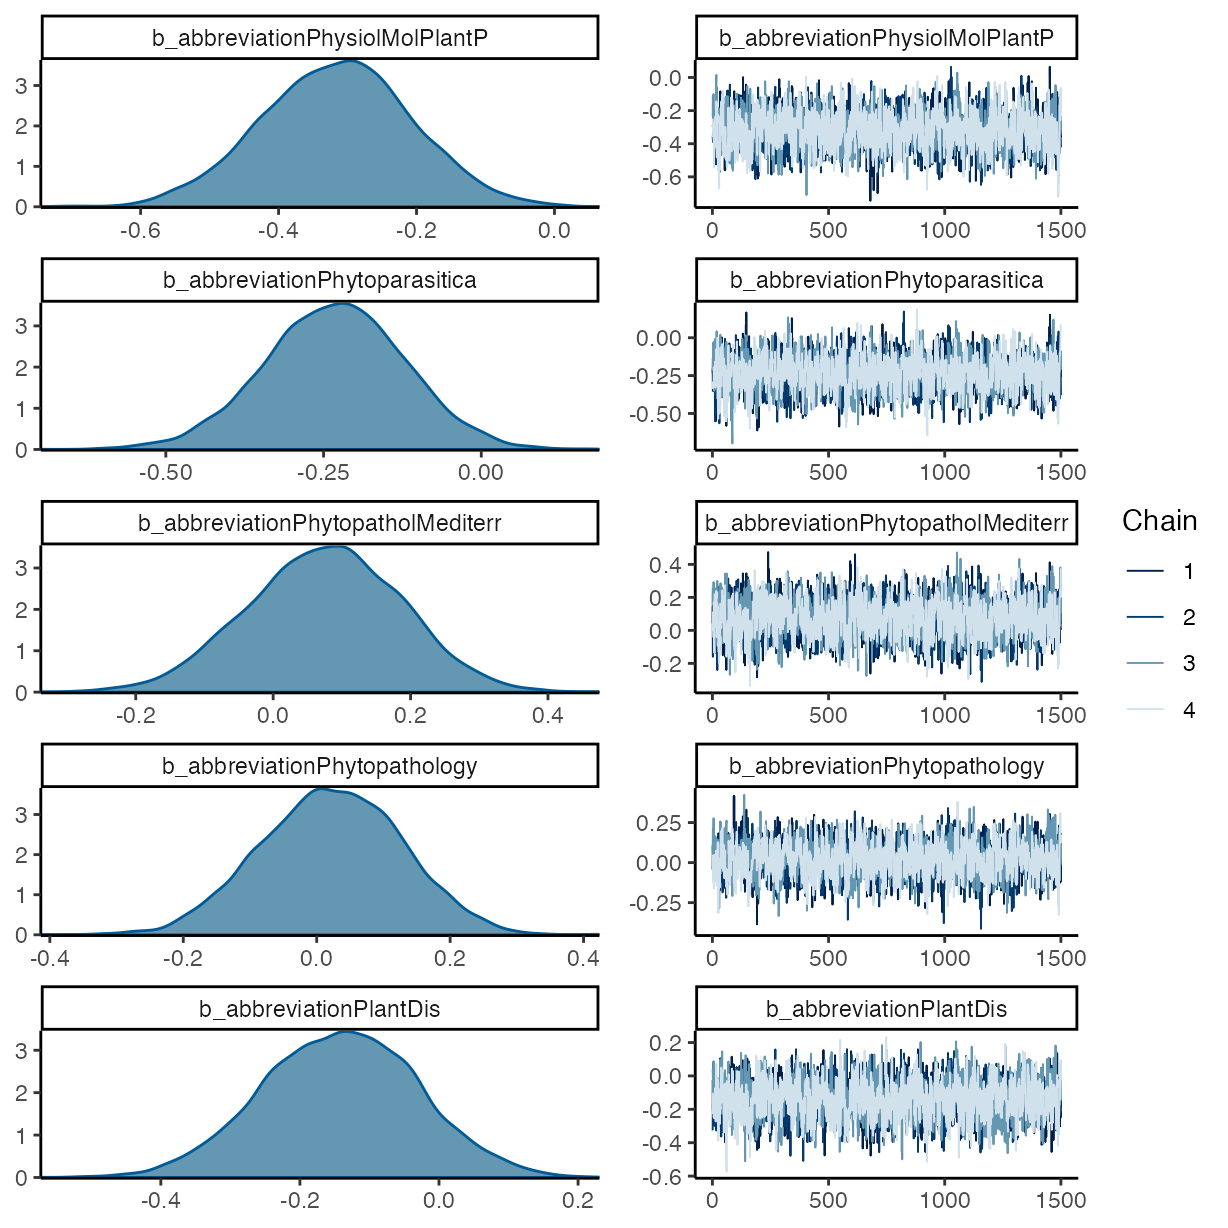 b_abbreviationPhysiolMolPlantP
3
2
1
0
-0.6 -0.4 -0.2 0.0
b_abbreviationPhysiolMolPlantP
0.0
-0.2
-0.4
-0.6
0 500 1000 1500
b_abbreviationPhytoparasitica
3
2
1
0
-0.50 -0.25 0.00
b_abbreviationPhytoparasitica
0.00
-0.25
-0.50
0 500 1000 1500
b_abbreviationPhytopatholMediterr
3
2
1
0
-0.2 0.0 0.2 0.4
b_abbreviationPhytopatholMediterr
0.4
0.2
0.0
-0.2
0 500 1000 1500
b_abbreviationPhytopathology
3
2
1
0
-0.4 -0.2 0.0 0.2 0.4
b_abbreviationPhytopathology
0.25
0.00
-0.25
0 500 1000 1500
b_abbreviationPlantDis
3
2
1
0
-0.4 -0.2 0.0 0.2
b_abbreviationPlantDis
0.2
0.0
-0.2
-0.4
-0.6
0 500 1000 1500
Chain
1
2
3
4